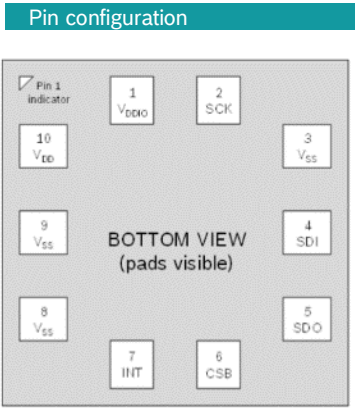 Pin configuration
Pin 1
indicator
1
VDDIO
2
SCK
10
VDD
3
VSS
9
VSS
BOTTOM VIEW
(pads visible)
4
SDI
8
VSS
5
SDO
7
INT
6
CSB